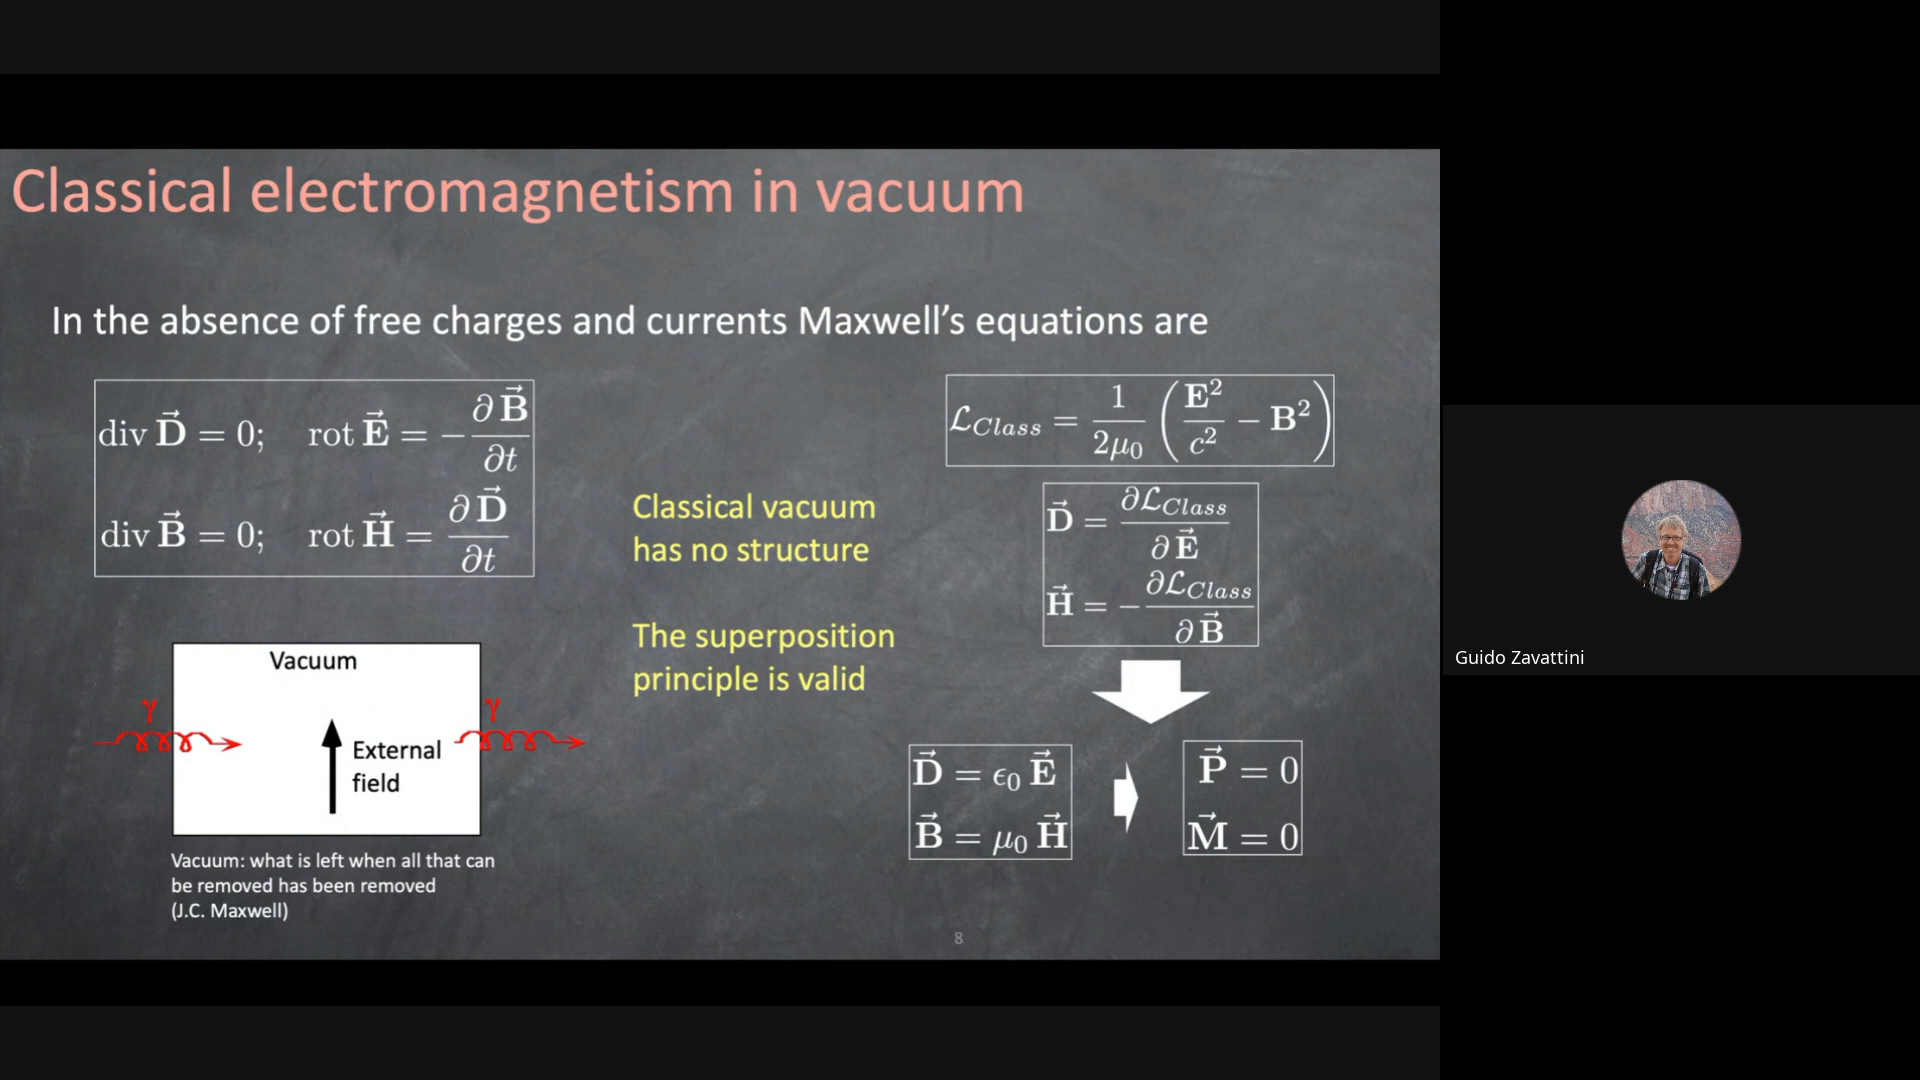 Classical electromagnetism in vacuum
In the absence of free charges and currents Maxwell's equations are
div D⃗ = 0; rot E⃗ = −∂B⃗/∂t
div B⃗ = 0; rot H⃗ = ∂D⃗/∂t
Classical vacuum
has no structure
The superposition
principle is valid
ℒ_Class = 1/(2μ₀) (E²/c² − B²)
D⃗ = ∂ℒ_Class/∂E⃗
H⃗ = −∂ℒ_Class/∂B⃗
D⃗ = ϵ₀ E⃗
B⃗ = μ₀ H⃗
P⃗ = 0
M⃗ = 0
Vacuum
γ
γ
External
field
Vacuum: what is left when all that can
be removed has been removed
(J.C. Maxwell)
8
Guido Zavattini